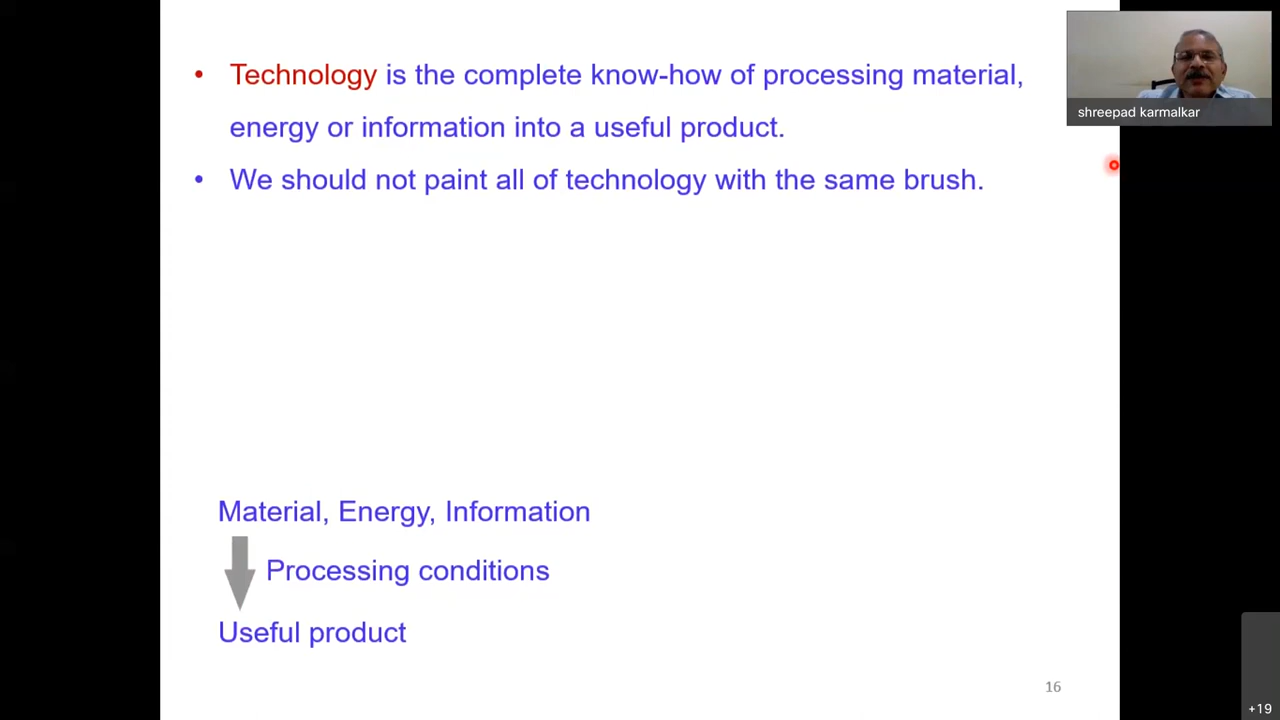 • Technology is the complete know-how of processing material,
energy or information into a useful product.
• We should not paint all of technology with the same brush.
shreepad karmalkar
Material, Energy, Information
Processing conditions
Useful product
16
+19